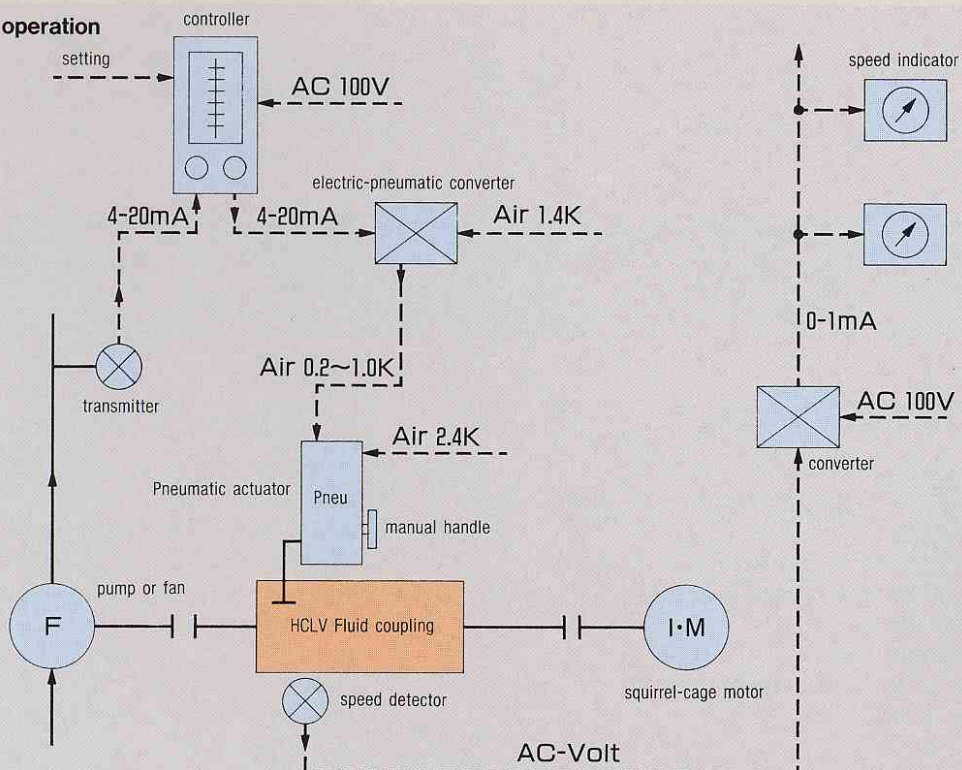 operation
controller
setting
AC 100V
speed indicator
electric-pneumatic converter
4-20mA
4-20mA
Air 1.4K
0-1mA
Air 0.2~1.0K
transmitter
AC 100V
Air 2.4K
converter
Pneumatic actuator
Pneu
manual handle
pump or fan
F
HCLV Fluid coupling
I·M
squirrel-cage motor
speed detector
AC-Volt